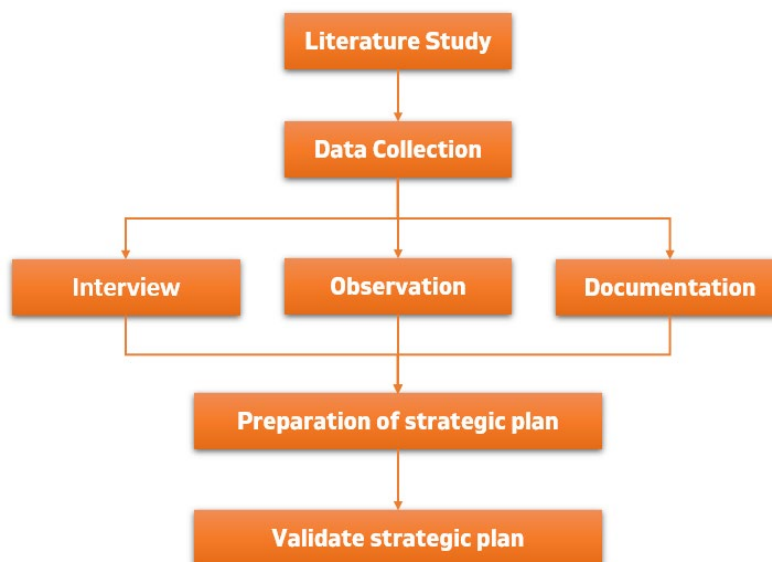 Literature Study
Data Collection
Interview
Observation
Documentation
Preparation of strategic plan
Validate strategic plan